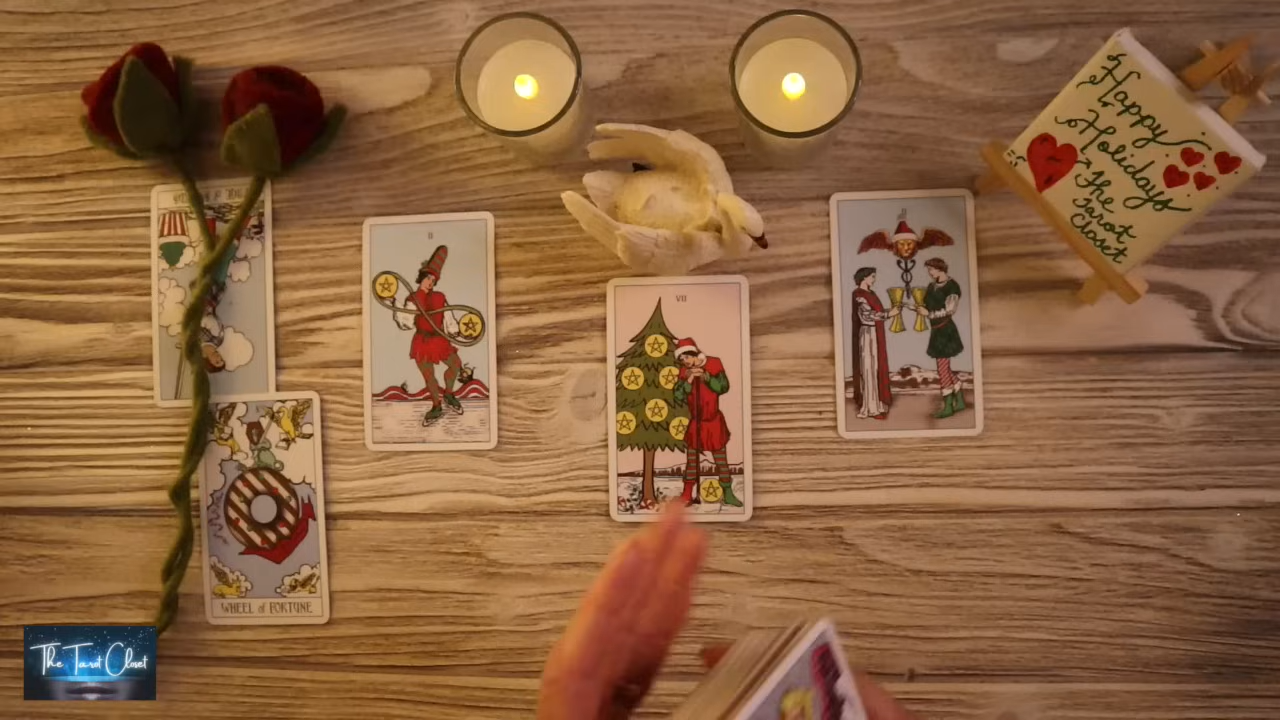 Happy
Holidays
The
Tarot
Closet
II
VII
II
WHEEL of FORTUNE
The Tarot Closet